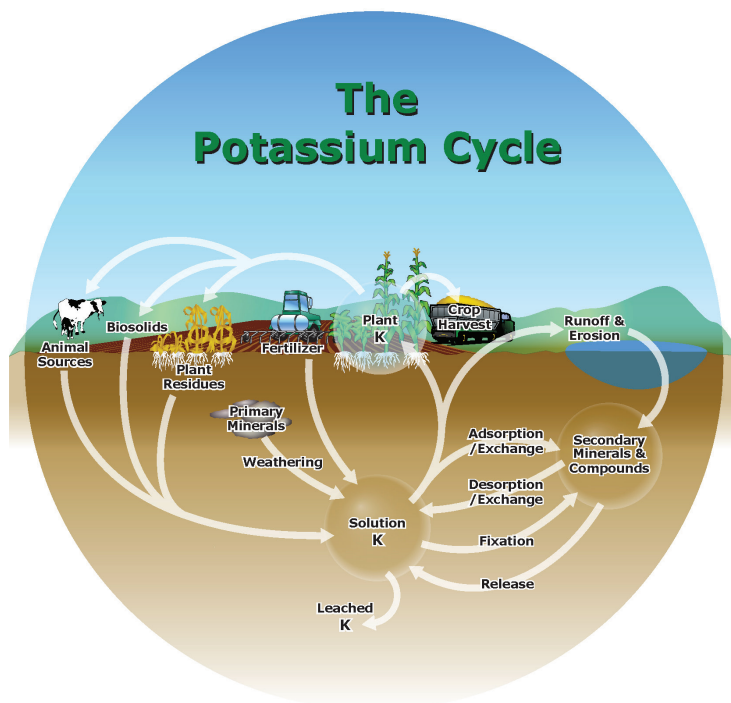 The
Potassium Cycle
Animal
Sources
Biosolids
Plant
Residues
Fertilizer
Plant
K
Crop
Harvest
Runoff &
Erosion
Primary
Minerals
Weathering
Adsorption
/Exchange
Secondary
Minerals &
Compounds
Desorption
/Exchange
Solution
K
Fixation
Release
Leached
K